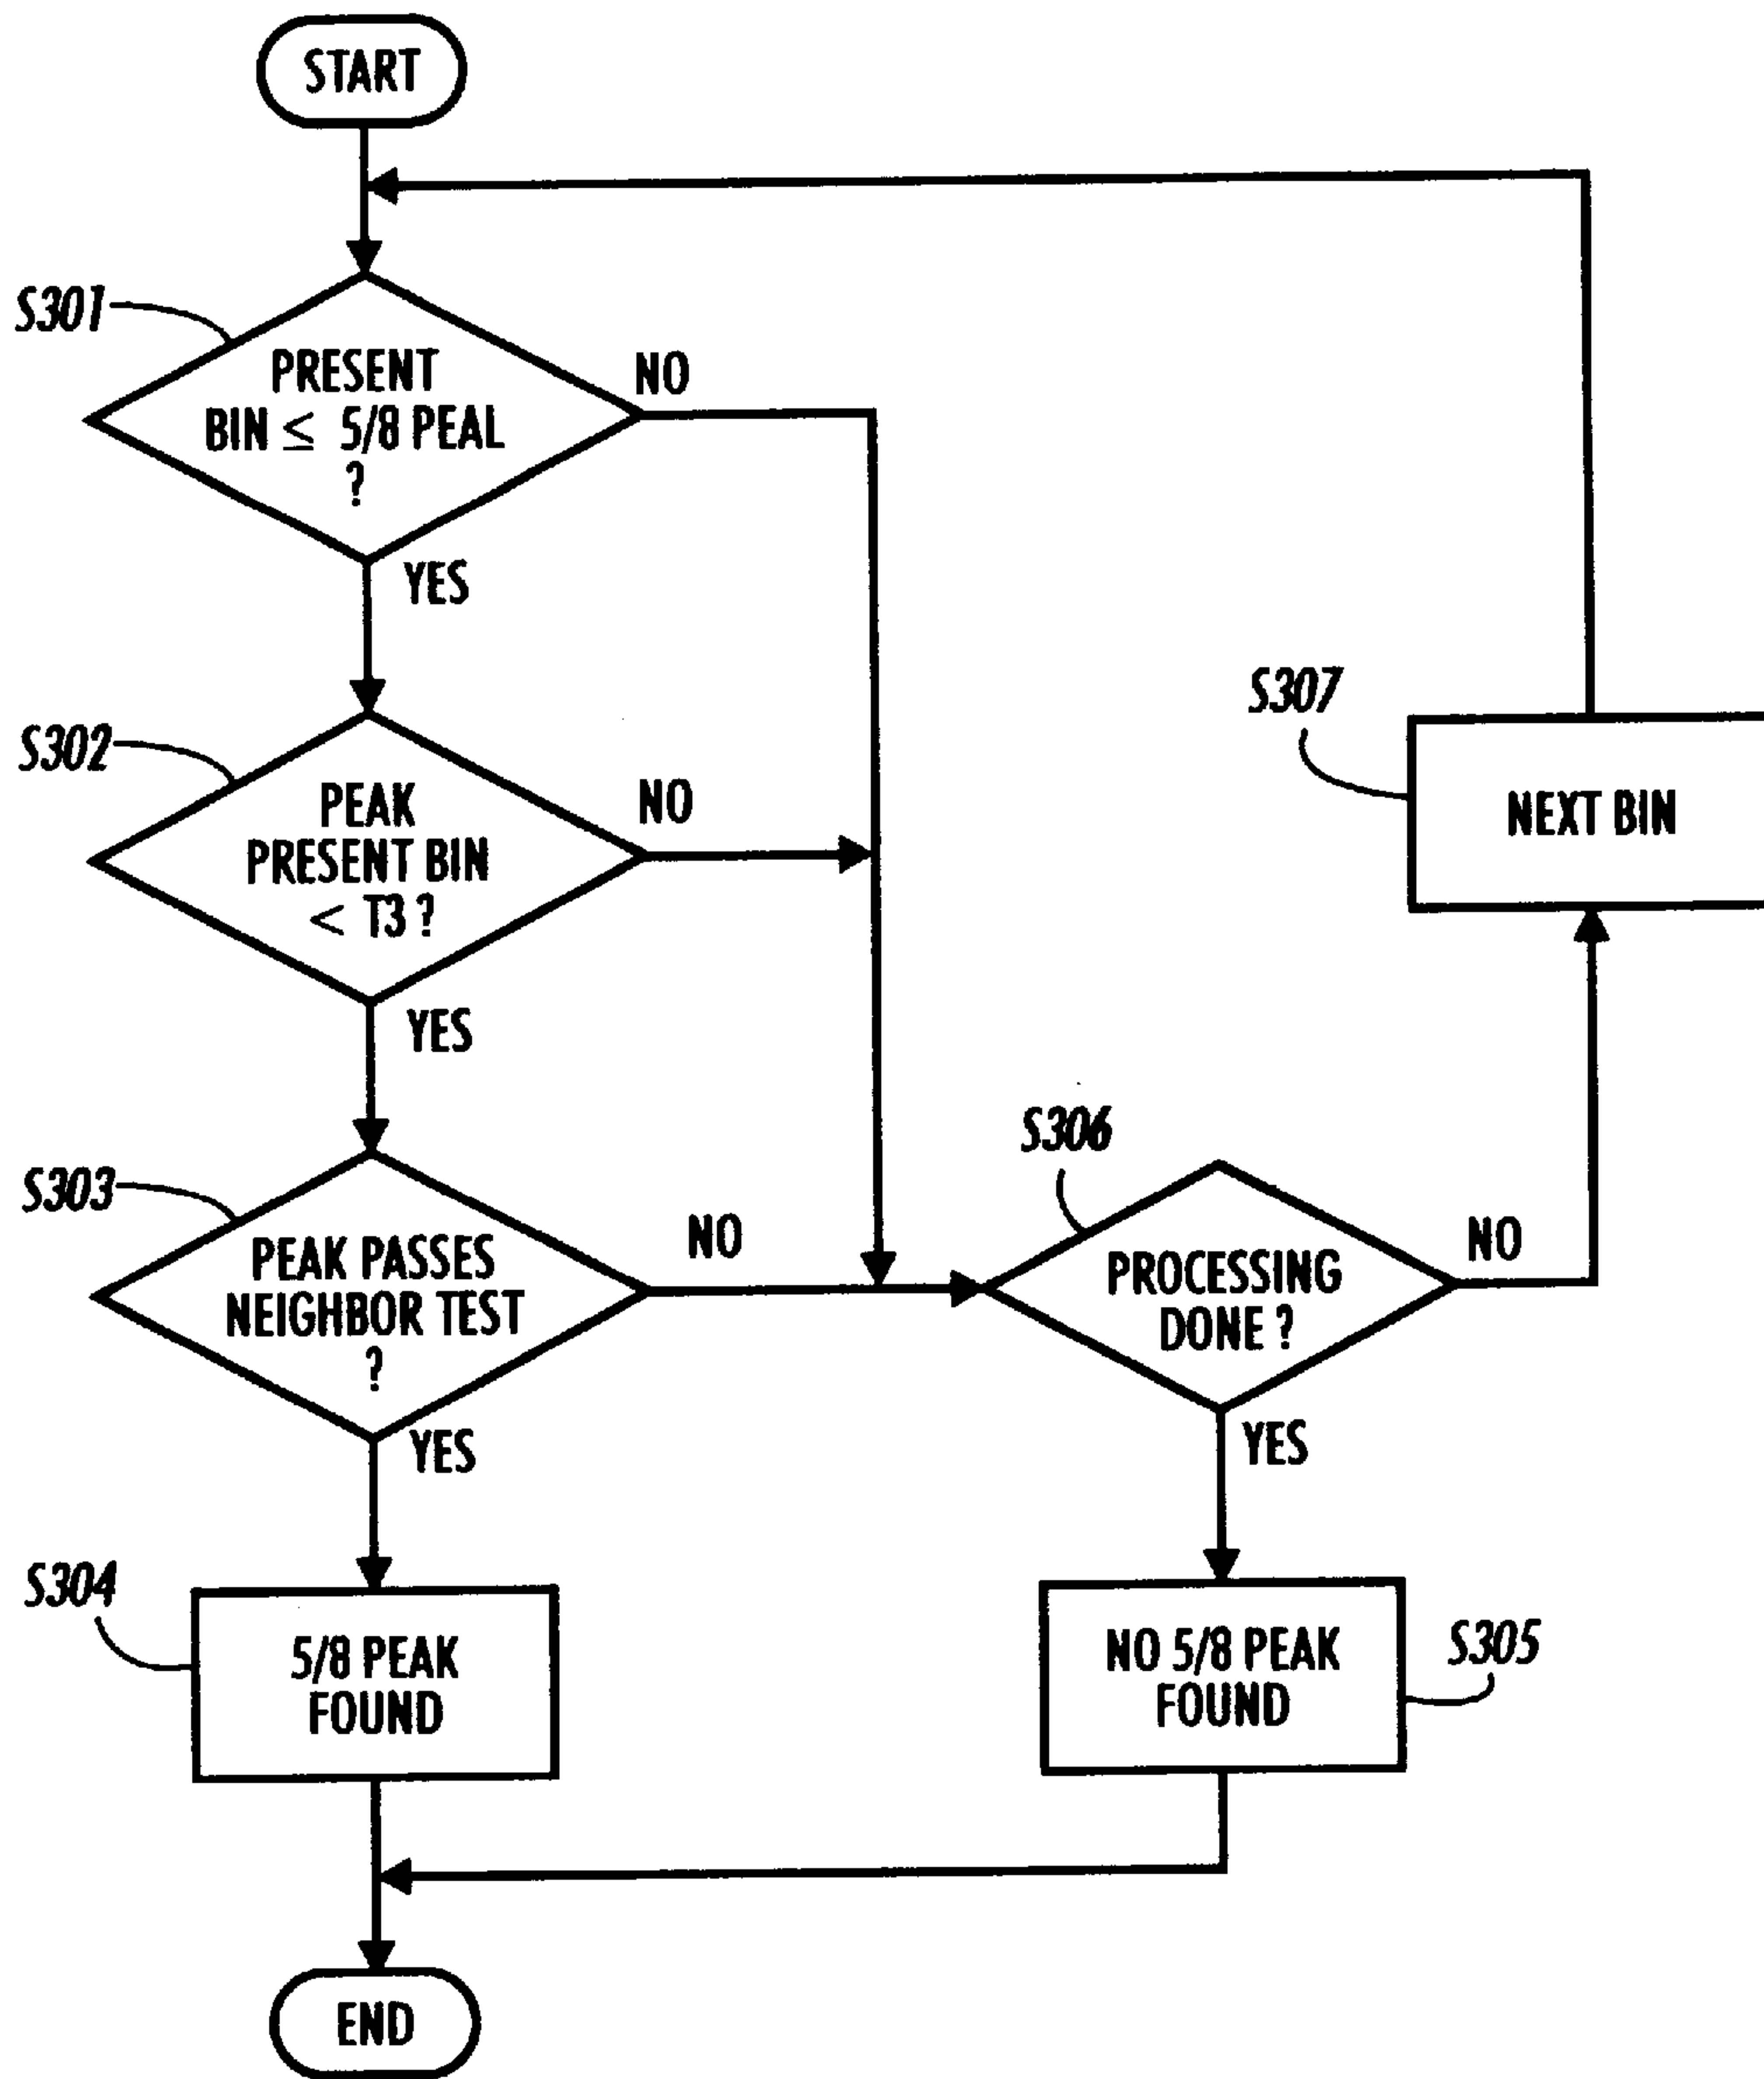 START
S301
PRESENT
BIN ≤ 5/8 PEAL
?
NO
YES
S302
PEAK
PRESENT BIN
< T3 ?
NO
YES
S303
PEAK PASSES
NEIGHBOR TEST
?
NO
YES
S304
5/8 PEAK
FOUND
S306
PROCESSING
DONE ?
NO
YES
S307
NEXT BIN
NO 5/8 PEAK
FOUND
S305
END